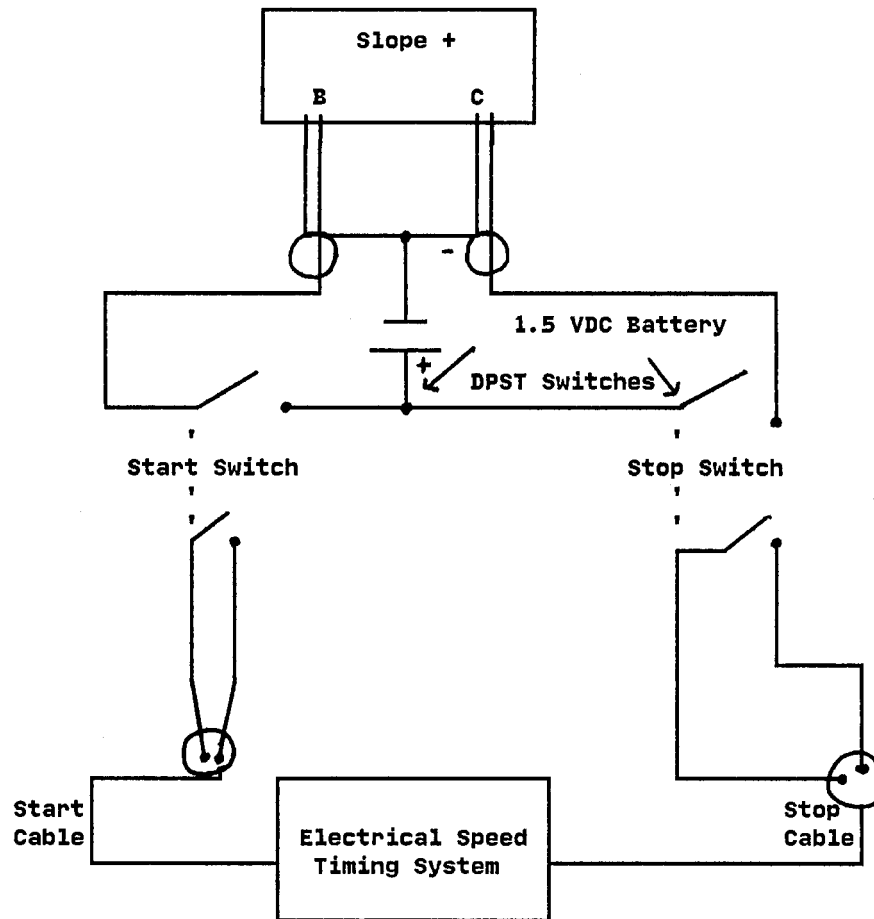 Slope +
B C
-
1.5 VDC Battery
+
DPST Switches
Start Switch
Stop Switch
Start
Cable
Electrical Speed
Timing System
Stop
Cable